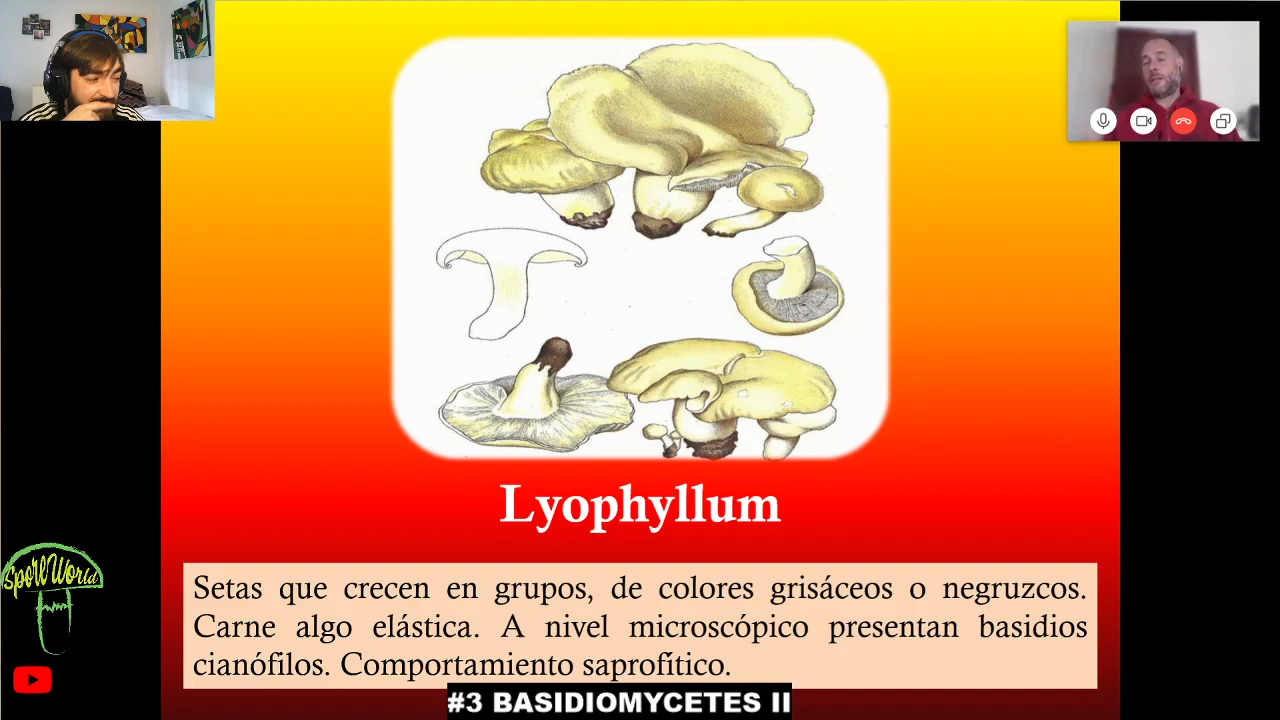 Lyophyllum
Setas que crecen en grupos, de colores grisáceos o negruzcos.
Carne algo elástica. A nivel microscópico presentan basidios
cianófilos. Comportamiento saprofítico.
SporeWorld
#3 BASIDIOMYCETES II